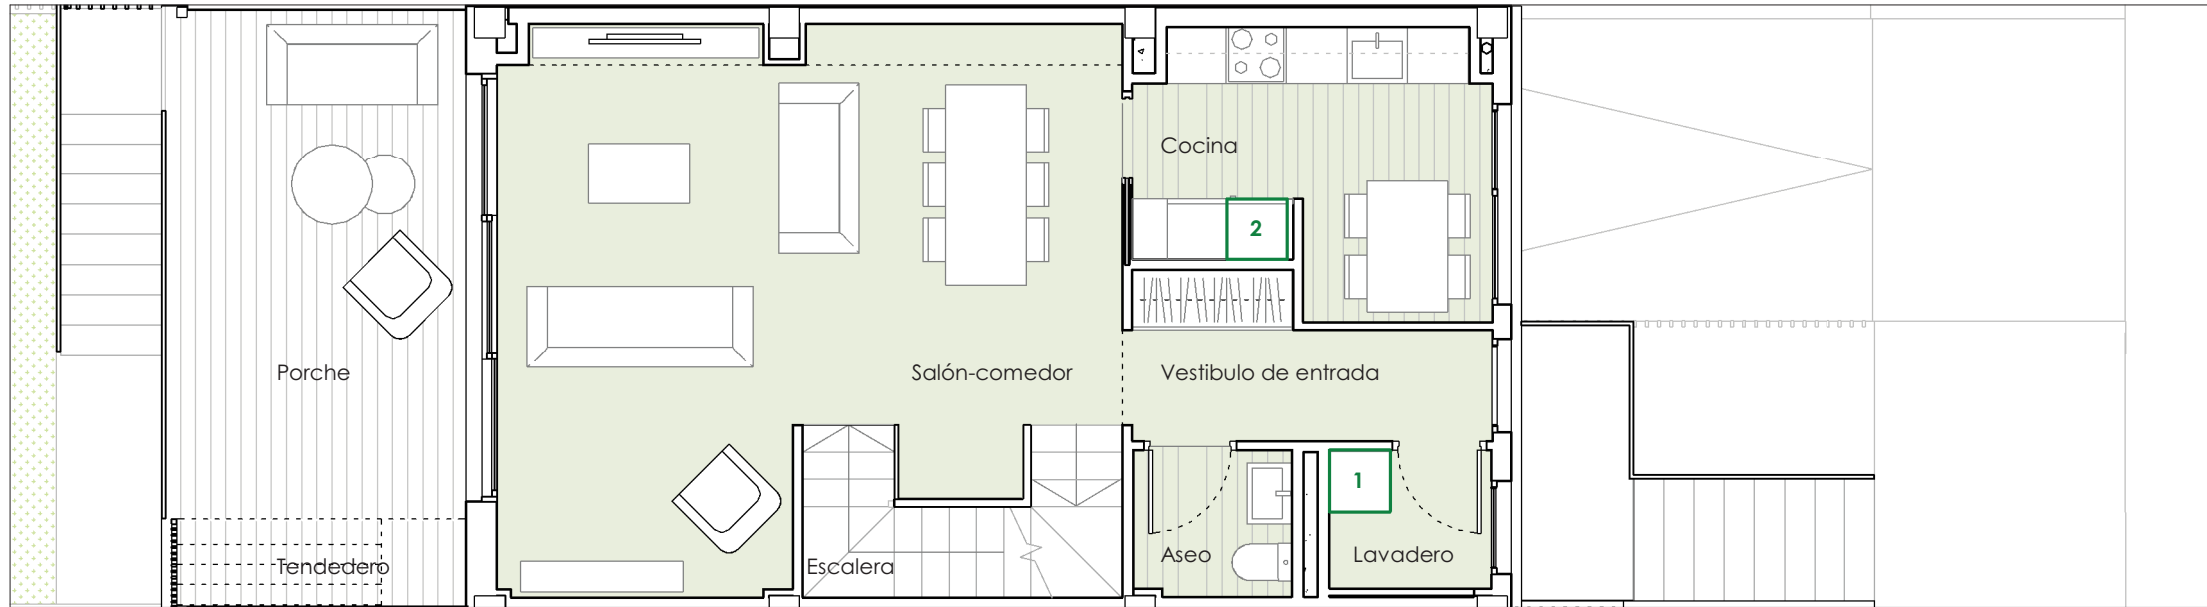 Cocina
2
Porche
Salón-comedor
Vestibulo de entrada
1
Tendedero
Escalera
Aseo
Lavadero